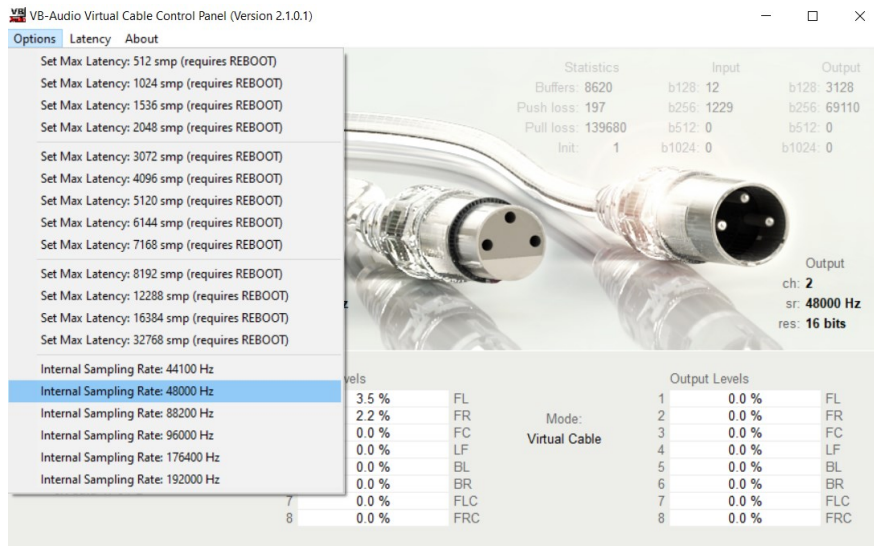 VB-Audio Virtual Cable Control Panel (Version 2.1.0.1)
Options Latency About
Set Max Latency: 512 smp (requires REBOOT)
Set Max Latency: 1024 smp (requires REBOOT)
Set Max Latency: 1536 smp (requires REBOOT)
Set Max Latency: 2048 smp (requires REBOOT)
Set Max Latency: 3072 smp (requires REBOOT)
Set Max Latency: 4096 smp (requires REBOOT)
Set Max Latency: 5120 smp (requires REBOOT)
Set Max Latency: 6144 smp (requires REBOOT)
Set Max Latency: 7168 smp (requires REBOOT)
Set Max Latency: 8192 smp (requires REBOOT)
Set Max Latency: 12288 smp (requires REBOOT)
Set Max Latency: 16384 smp (requires REBOOT)
Set Max Latency: 32768 smp (requires REBOOT)
Internal Sampling Rate: 44100 Hz
Internal Sampling Rate: 48000 Hz
Internal Sampling Rate: 88200 Hz
Internal Sampling Rate: 96000 Hz
Internal Sampling Rate: 176400 Hz
Internal Sampling Rate: 192000 Hz
Statistics Input Output
Buffers: 8620 b128: 12 b128: 3128
Push loss: 197 b256: 1229 b256: 69110
Pull loss: 139680 b512: 0 b512: 0
Init: 1 b1024: 0 b1024: 0
Output
ch: 2
sr: 48000 Hz
res: 16 bits
vels
3.5 % FL
2.2 % FR
0.0 % FC
0.0 % LF
0.0 % BL
0.0 % BR
7 0.0 % FLC
8 0.0 % FRC
Mode:
Virtual Cable
Output Levels
1 0.0 % FL
2 0.0 % FR
3 0.0 % FC
4 0.0 % LF
5 0.0 % BL
6 0.0 % BR
7 0.0 % FLC
8 0.0 % FRC